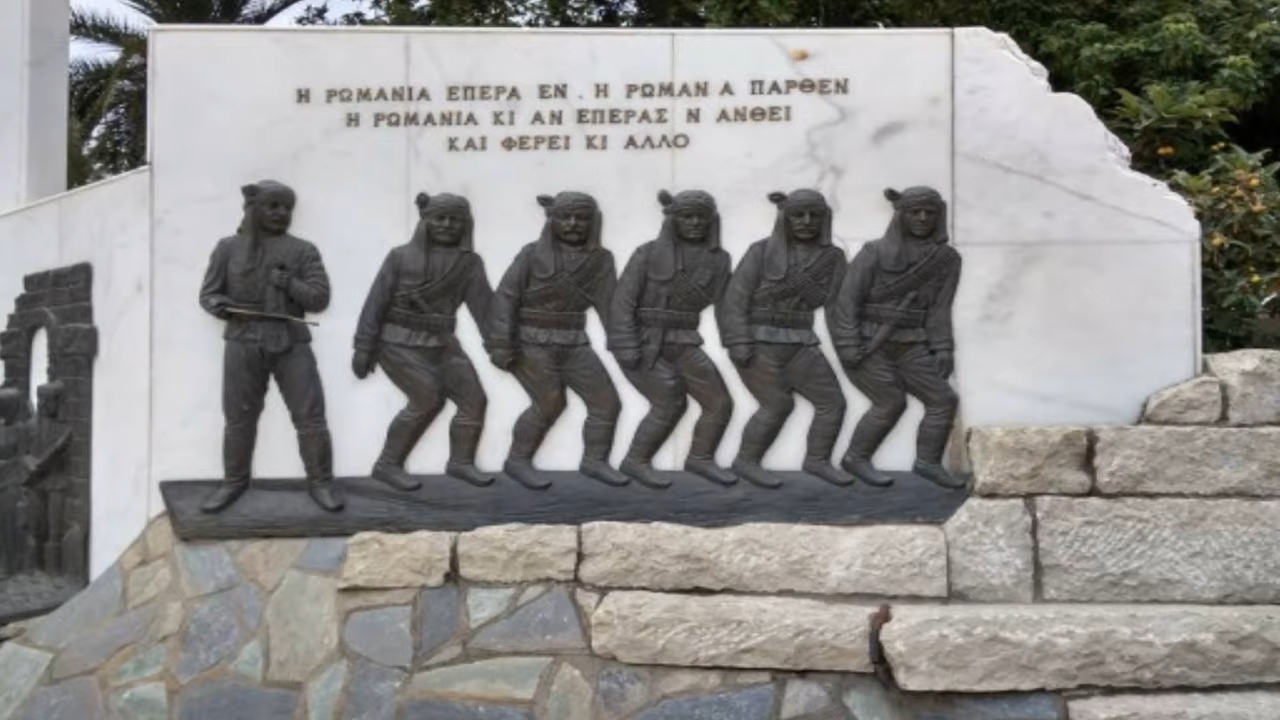 Η ΡΩΜΑΝΙΑ ΕΠΕΡΑ ΕΝ . Η ΡΩΜΑΝ Α ΠΑΡΘΕΝ
Η ΡΩΜΑΝΙΑ ΚΙ ΑΝ ΕΠΕΡΑΣ Ν ΑΝΘΕΙ
ΚΑΙ ΦΕΡΕΙ ΚΙ ΑΛΛΟ